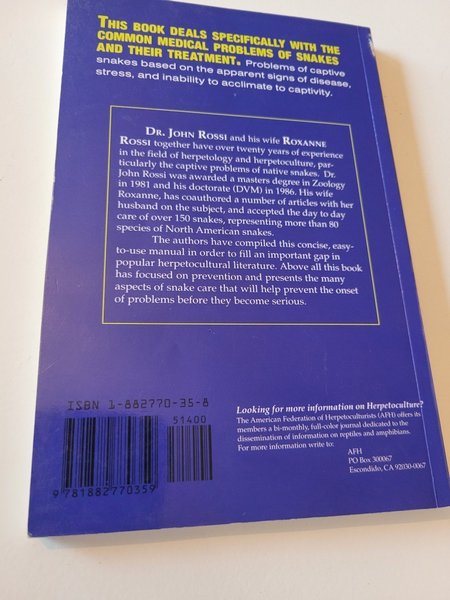 THIS BOOK DEALS SPECIFICALLY WITH THE
COMMON MEDICAL PROBLEMS OF SNAKES
AND THEIR TREATMENT. Problems of captive
snakes based on the apparent signs of disease,
stress, and inability to acclimate to captivity.
DR. JOHN ROSSI and his wife ROXANNE
ROSSI together have over twenty years of experience
in the field of herpetology and herpetoculture, par-
ticularly the captive problems of native snakes. Dr.
John Rossi was awarded a masters degree in Zoology
in 1981 and his doctorate (DVM) in 1986. His wife
Roxanne, has coauthored a number of articles with her
husband on the subject, and accepted the day to day
care of over 150 snakes, representing more than 80
species of North American snakes.
The authors have compiled this concise, easy-
to-use manual in order to fill an important gap in
popular herpetocultural literature. Above all this book
has focused on prevention and presents the many
aspects of snake care that will help prevent the onset
of problems before they become serious.
ISBN 1-882770-35-8
51400
9 781882 770359
Looking for more information on Herpetoculture?
The American Federation of Herpetoculturists (AFH) offers its
members a bi-monthly, full-color journal dedicated to the
dissemination of information on reptiles and amphibians.
For more information write to:
AFH
PO Box 300067
Escondido, CA 92030-0067